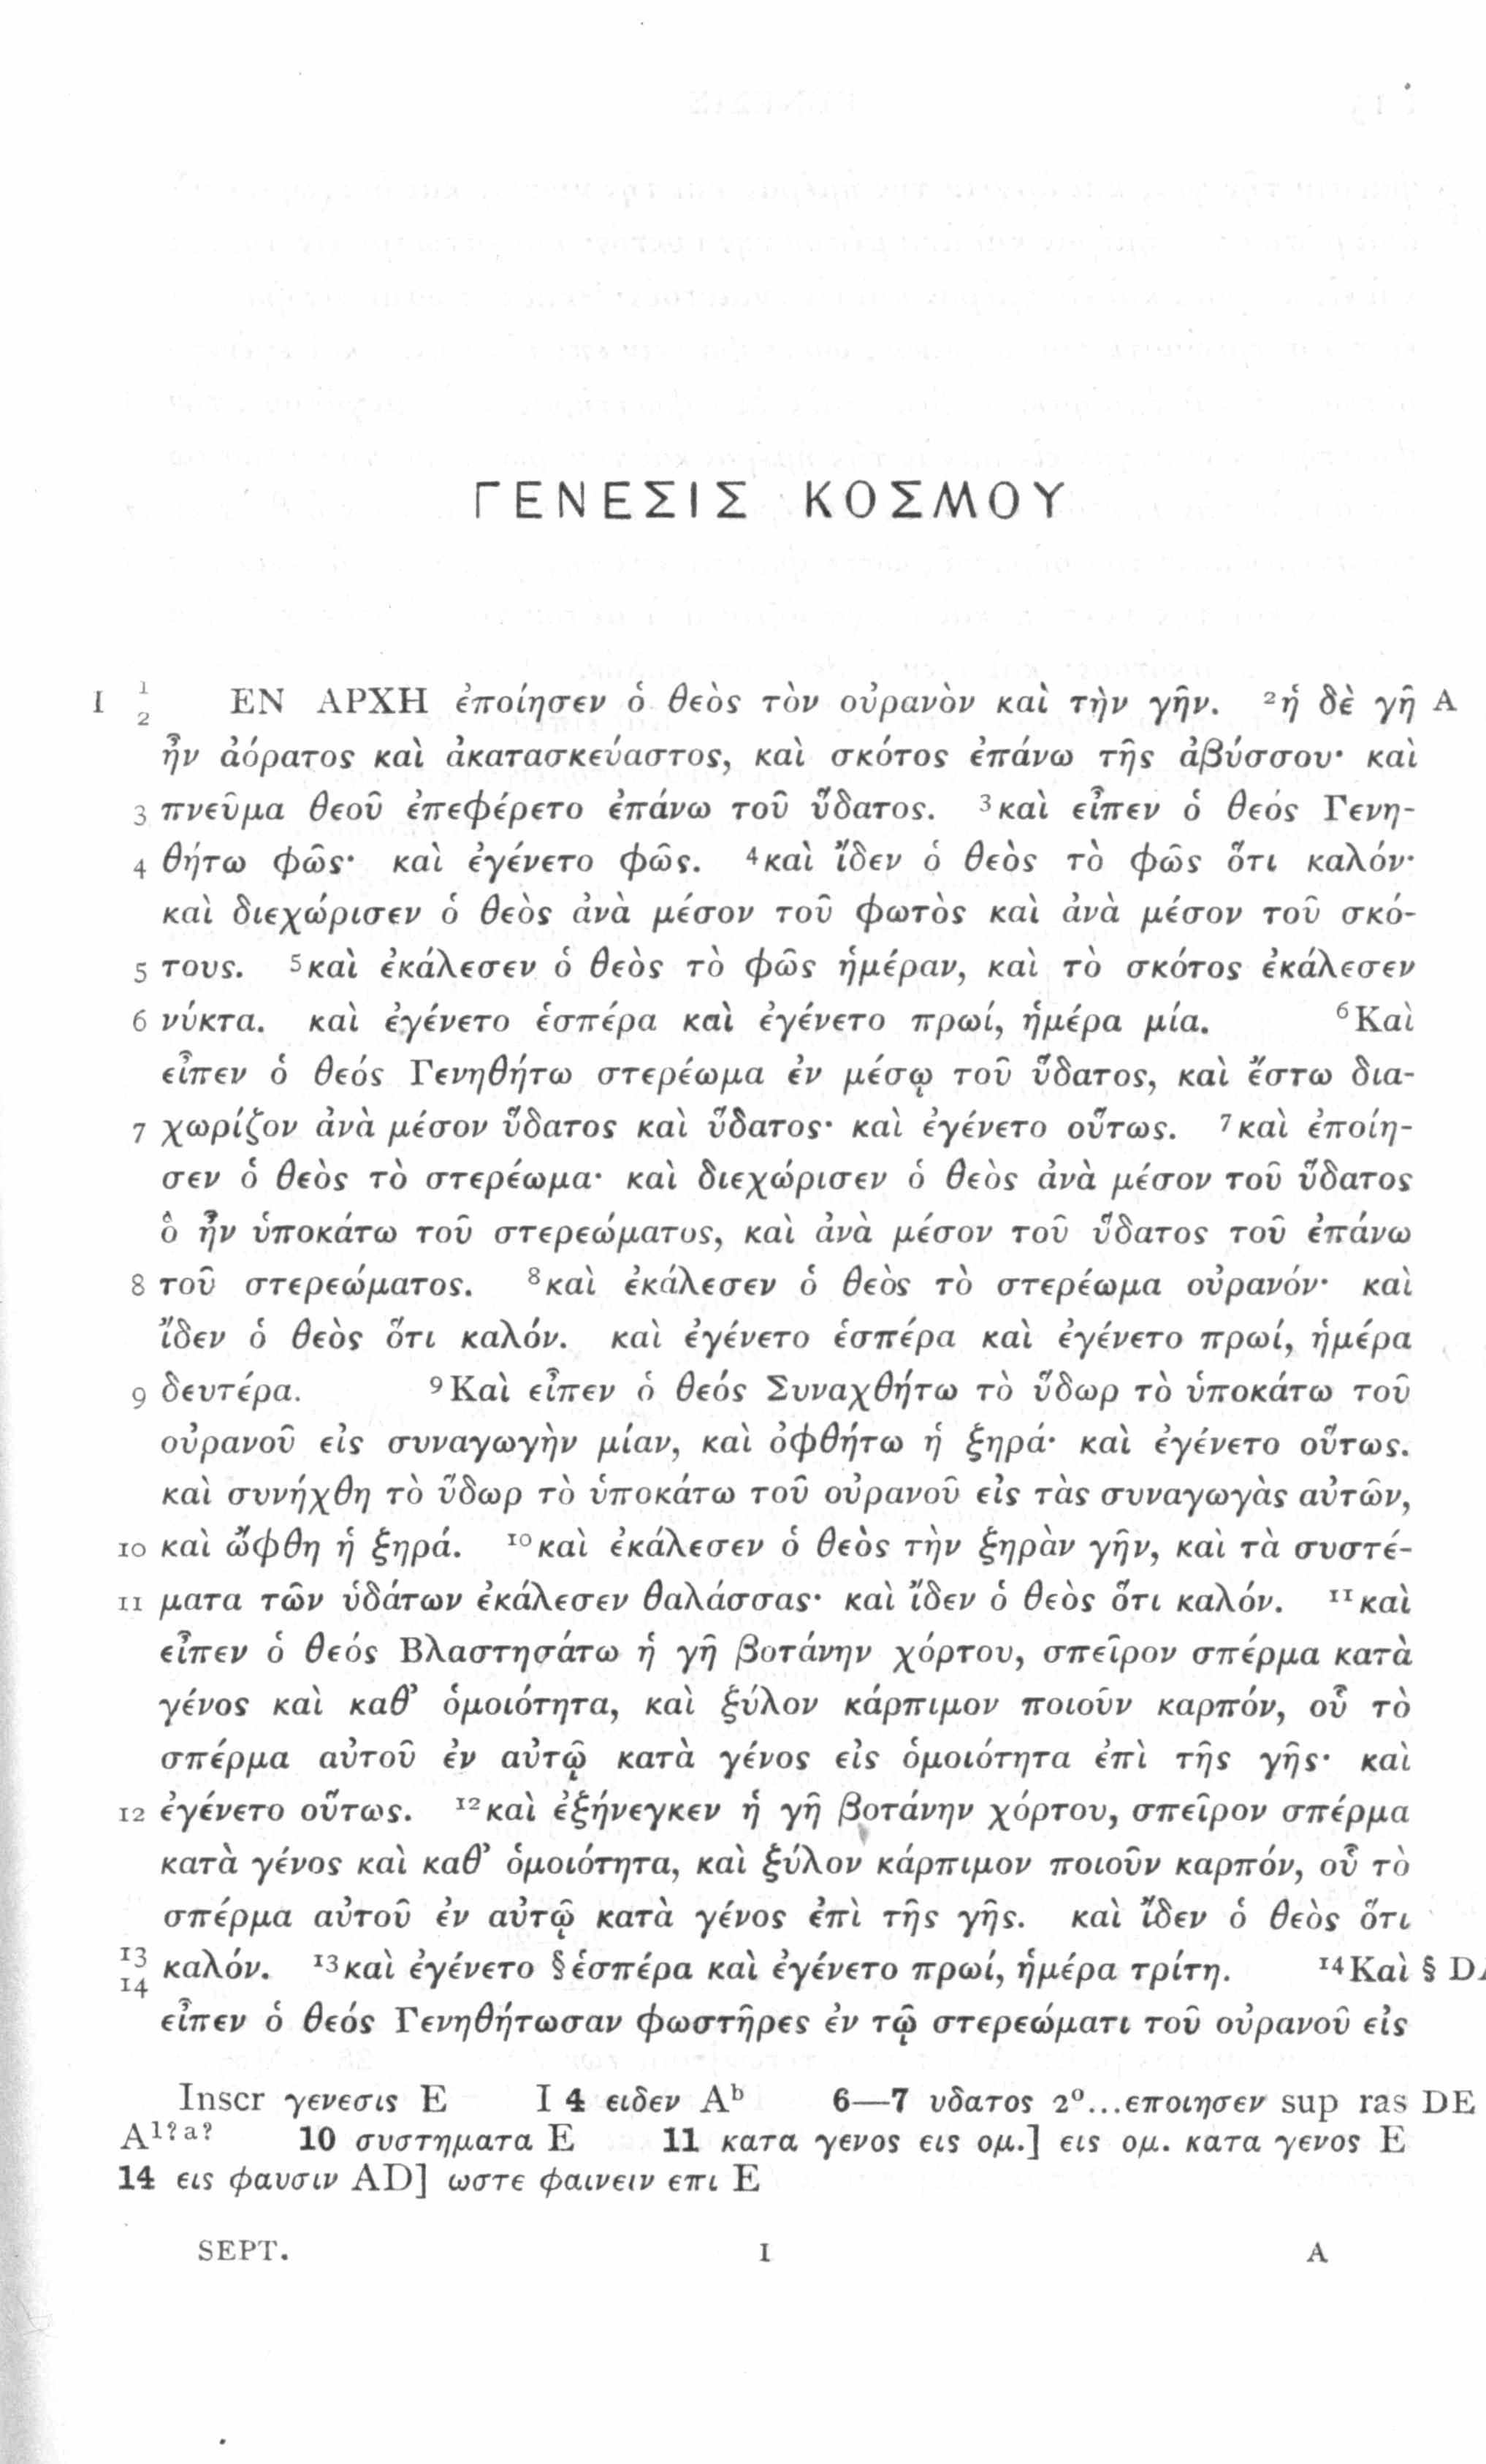 ΓΕΝΕΣΙΣ ΚΟΣΜΟΥ
I 1 2 ΕΝ ΑΡΧΗ ἐποίησεν ὁ θεὸς τὸν οὐρανὸν καὶ τὴν γῆν. ²ἡ δὲ γῆ A
ἦν ἀόρατος καὶ ἀκατασκεύαστος, καὶ σκότος ἐπάνω τῆς ἀβύσσου· καὶ
3 πνεῦμα θεοῦ ἐπεφέρετο ἐπάνω τοῦ ὕδατος. ³καὶ εἶπεν ὁ θεός Γενη-
4 θήτω φῶς· καὶ ἐγένετο φῶς. ⁴καὶ ἴδεν ὁ θεὸς τὸ φῶς ὅτι καλόν·
καὶ διεχώρισεν ὁ θεὸς ἀνὰ μέσον τοῦ φωτὸς καὶ ἀνὰ μέσον τοῦ σκό-
5 τους. ⁵καὶ ἐκάλεσεν ὁ θεὸς τὸ φῶς ἡμέραν, καὶ τὸ σκότος ἐκάλεσεν
6 νύκτα. καὶ ἐγένετο ἑσπέρα καὶ ἐγένετο πρωί, ἡμέρα μία. ⁶Καὶ
εἶπεν ὁ θεός Γενηθήτω στερέωμα ἐν μέσῳ τοῦ ὕδατος, καὶ ἔστω δια-
7 χωρίζον ἀνὰ μέσον ὕδατος καὶ ὕδατος· καὶ ἐγένετο οὕτως. ⁷καὶ ἐποίη-
σεν ὁ θεὸς τὸ στερέωμα· καὶ διεχώρισεν ὁ θεὸς ἀνὰ μέσον τοῦ ὕδατος
ὃ ἦν ὑποκάτω τοῦ στερεώματος, καὶ ἀνὰ μέσον τοῦ ὕδατος τοῦ ἐπάνω
8 τοῦ στερεώματος. ⁸καὶ ἐκάλεσεν ὁ θεὸς τὸ στερέωμα οὐρανόν· καὶ
ἴδεν ὁ θεὸς ὅτι καλόν. καὶ ἐγένετο ἑσπέρα καὶ ἐγένετο πρωί, ἡμέρα
9 δευτέρα. ⁹Καὶ εἶπεν ὁ θεός Συναχθήτω τὸ ὕδωρ τὸ ὑποκάτω τοῦ
οὐρανοῦ εἰς συναγωγὴν μίαν, καὶ ὀφθήτω ἡ ξηρά· καὶ ἐγένετο οὕτως.
καὶ συνήχθη τὸ ὕδωρ τὸ ὑποκάτω τοῦ οὐρανοῦ εἰς τὰς συναγωγὰς αὐτῶν,
10 καὶ ὤφθη ἡ ξηρά. ¹⁰καὶ ἐκάλεσεν ὁ θεὸς τὴν ξηρὰν γῆν, καὶ τὰ συστέ-
11 ματα τῶν ὑδάτων ἐκάλεσεν θαλάσσας· καὶ ἴδεν ὁ θεὸς ὅτι καλόν. ¹¹καὶ
εἶπεν ὁ θεός Βλαστησάτω ἡ γῆ βοτάνην χόρτου, σπεῖρον σπέρμα κατὰ
γένος καὶ καθ’ ὁμοιότητα, καὶ ξύλον κάρπιμον ποιοῦν καρπόν, οὗ τὸ
σπέρμα αὐτοῦ ἐν αὐτῷ κατὰ γένος εἰς ὁμοιότητα ἐπὶ τῆς γῆς· καὶ
12 ἐγένετο οὕτως. ¹²καὶ ἐξήνεγκεν ἡ γῆ βοτάνην χόρτου, σπεῖρον σπέρμα
κατὰ γένος καὶ καθ’ ὁμοιότητα, καὶ ξύλον κάρπιμον ποιοῦν καρπόν, οὗ τὸ
σπέρμα αὐτοῦ ἐν αὐτῷ κατὰ γένος ἐπὶ τῆς γῆς. καὶ ἴδεν ὁ θεὸς ὅτι
13 14 καλόν. ¹³καὶ ἐγένετο §ἑσπέρα καὶ ἐγένετο πρωί, ἡμέρα τρίτη. ¹⁴Καὶ § D
εἶπεν ὁ θεός Γενηθήτωσαν φωστῆρες ἐν τῷ στερεώματι τοῦ οὐρανοῦ εἰς
Inscr γενεσις E I 4 ειδεν Aᵇ 6—7 υδατος 2°...εποιησεν sup ras DE
A¹ˀᵃˀ 10 συστηματα E 11 κατα γενος εις ομ.] εις ομ. κατα γενος E
14 εις φαυσιν AD] ωστε φαινειν επι E
SEPT. I A